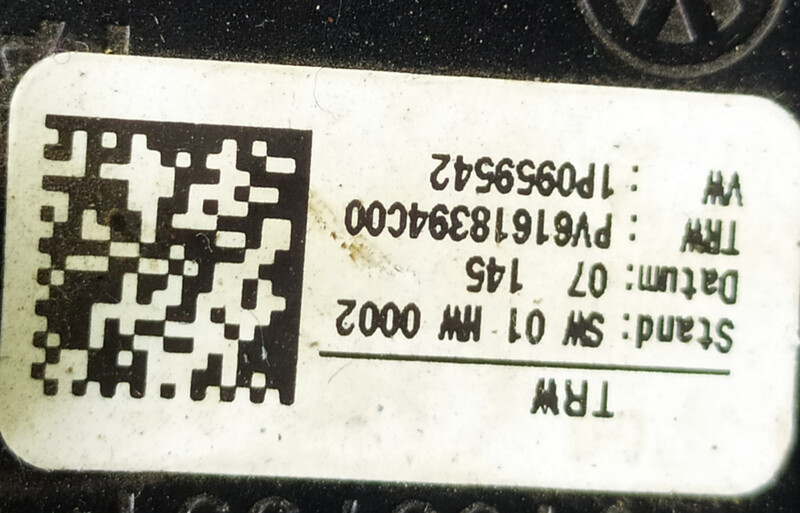 TRW
Stand: SW 01 HW 0002
Datum: 07 145
TRW : PV61618394C00
VW : 1P0959542